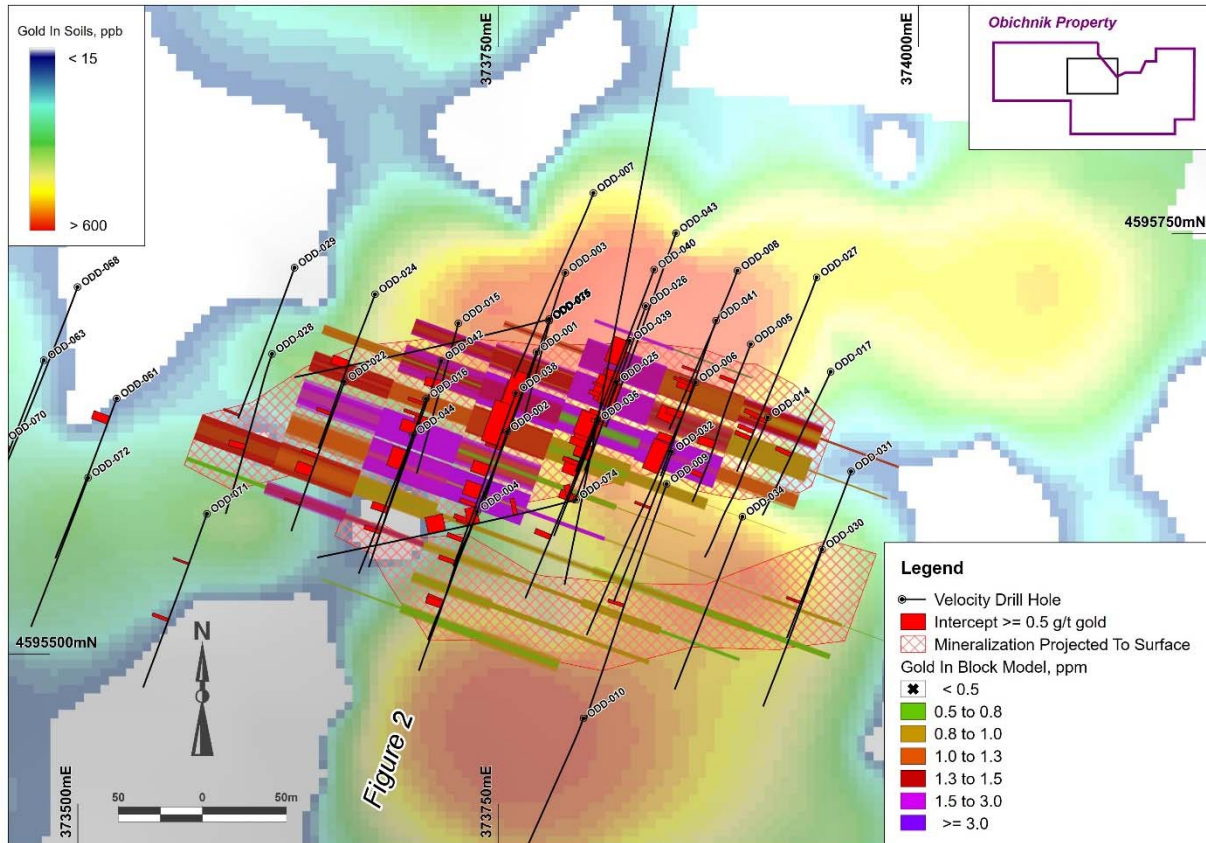 Gold In Soils, ppb
< 15
> 600
373750mE
374000mE
Obichnik Property
4595750mN
ODD-007
ODD-043
ODD-003
ODD-040
ODD-008
ODD-027
ODD-029
ODD-068
ODD-024
ODD-026
ODD-015
ODD-035
ODD-041
ODD-039
ODD-005
ODD-063
ODD-028
ODD-042
ODD-001
ODD-017
ODD-022
ODD-025
ODD-006
ODD-061
ODD-016
ODD-038
ODD-070
ODD-044
ODD-002
ODD-036
ODD-014
ODD-032
ODD-072
ODD-009
ODD-031
ODD-071
ODD-004
ODD-074
ODD-034
ODD-030
4595500mN
N
ODD-010
Figure 2
50
0
50m
373500mE
373750mE
Legend
Velocity Drill Hole
Intercept >= 0.5 g/t gold
Mineralization Projected To Surface
Gold In Block Model, ppm
< 0.5
0.5 to 0.8
0.8 to 1.0
1.0 to 1.3
1.3 to 1.5
1.5 to 3.0
>= 3.0